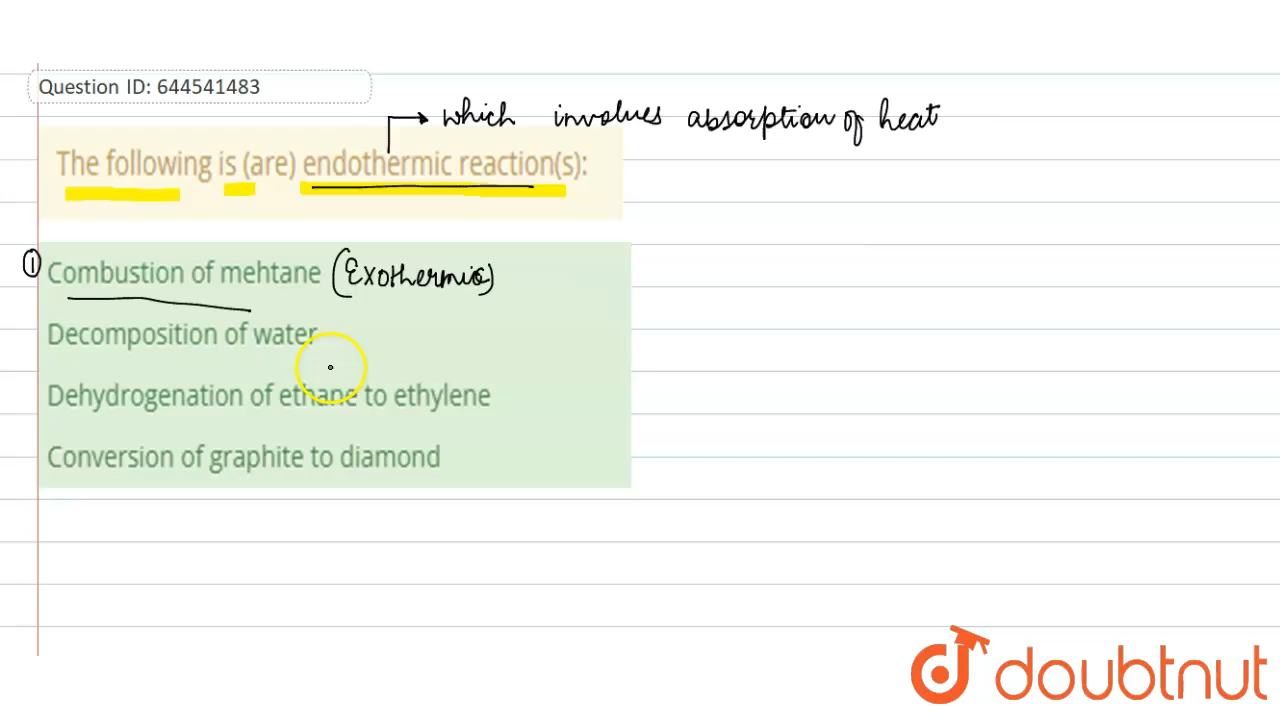 Question ID: 644541483
which involves absorption of heat
The following is (are) endothermic reaction(s):
① Combustion of mehtane (Exothermic)
Decomposition of water
Dehydrogenation of ethane to ethylene
Conversion of graphite to diamond
doubtnut